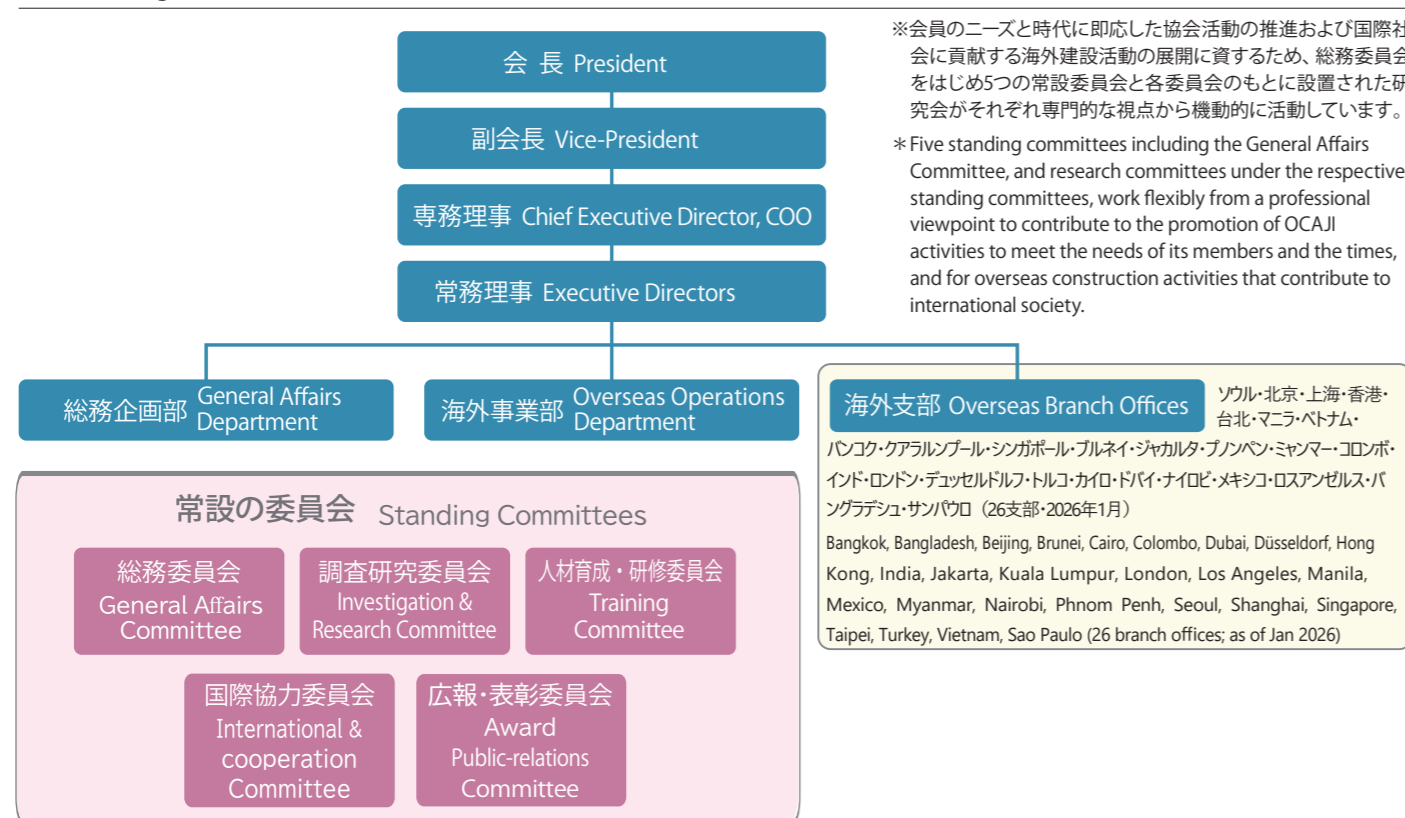 会 長 President
副会長 Vice-President
専務理事 Chief Executive Director, COO
常務理事 Executive Directors
※会員のニーズと時代に即応した協会活動の推進および国際社
会に貢献する海外建設活動の展開に資するため、総務委員会
をはじめ5つの常設委員会と各委員会のもとに設置された研
究会がそれぞれ専門的な視点から機動的に活動しています。
＊Five standing committees including the General Affairs
Committee, and research committees under the respective
standing committees, work flexibly from a professional
viewpoint to contribute to the promotion of OCAJI
activities to meet the needs of its members and the times,
and for overseas construction activities that contribute to
international society.
総務企画部 General Affairs
Department
海外事業部 Overseas Operations
Department
海外支部 Overseas Branch Offices
ソウル・北京・上海・香港・
台北・マニラ・ベトナム・
バンコク・クアラルンプール・シンガポール・ブルネイ・ジャカルタ・プノンペン・ミャンマー・コロンボ・
インド・ロンドン・デュッセルドルフ・トルコ・カイロ・ドバイ・ナイロビ・メキシコ・ロスアンゼルス・バ
ングラデシュ・サンパウロ（26支部・2026年1月）
Bangkok, Bangladesh, Beijing, Brunei, Cairo, Colombo, Dubai, Düsseldorf, Hong
Kong, India, Jakarta, Kuala Lumpur, London, Los Angeles, Manila,
Mexico, Myanmar, Nairobi, Phnom Penh, Seoul, Shanghai, Singapore,
Taipei, Turkey, Vietnam, Sao Paulo (26 branch offices; as of Jan 2026)
常設の委員会 Standing Committees
総務委員会
General Affairs
Committee
調査研究委員会
Investigation &
Research Committee
人材育成・研修委員会
Training
Committee
国際協力委員会
International &
cooperation
Committee
広報・表彰委員会
Award
Public-relations
Committee